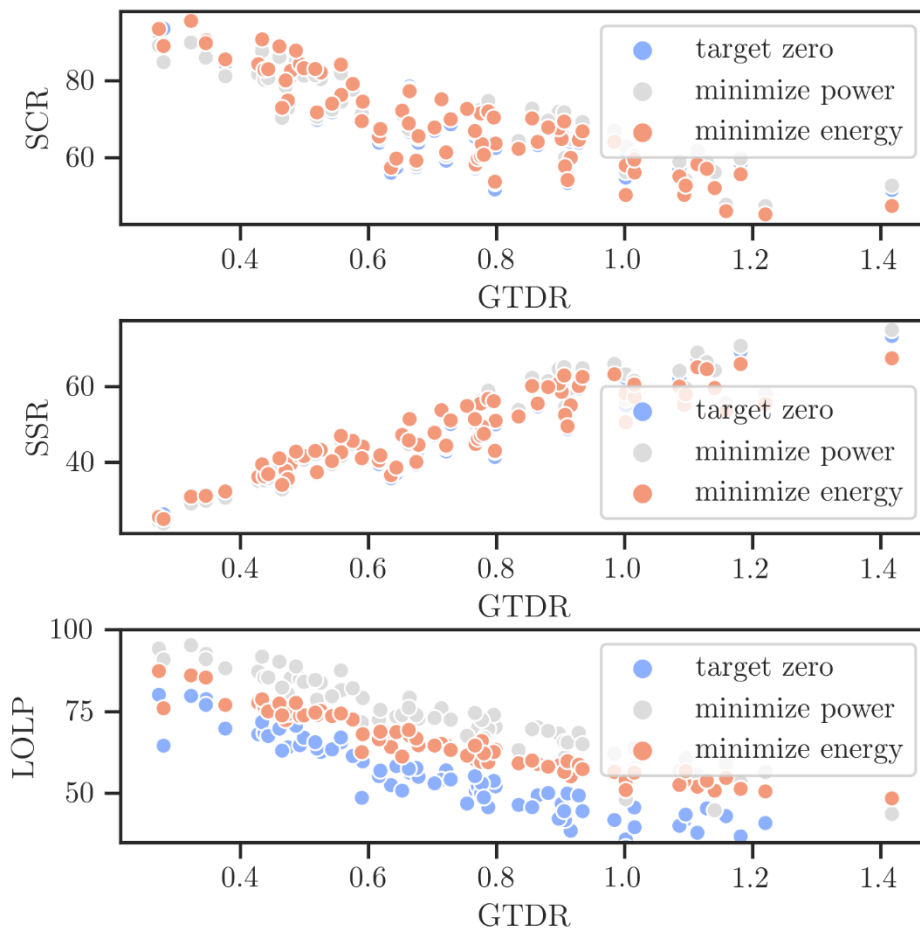 SCR
80
60
target zero
minimize power
minimize energy
0.4 0.6 0.8 1.0 1.2 1.4
GTDR
SSR
60
40
target zero
minimize power
minimize energy
0.4 0.6 0.8 1.0 1.2 1.4
GTDR
LOLP
100
75
50
target zero
minimize power
minimize energy
0.4 0.6 0.8 1.0 1.2 1.4
GTDR